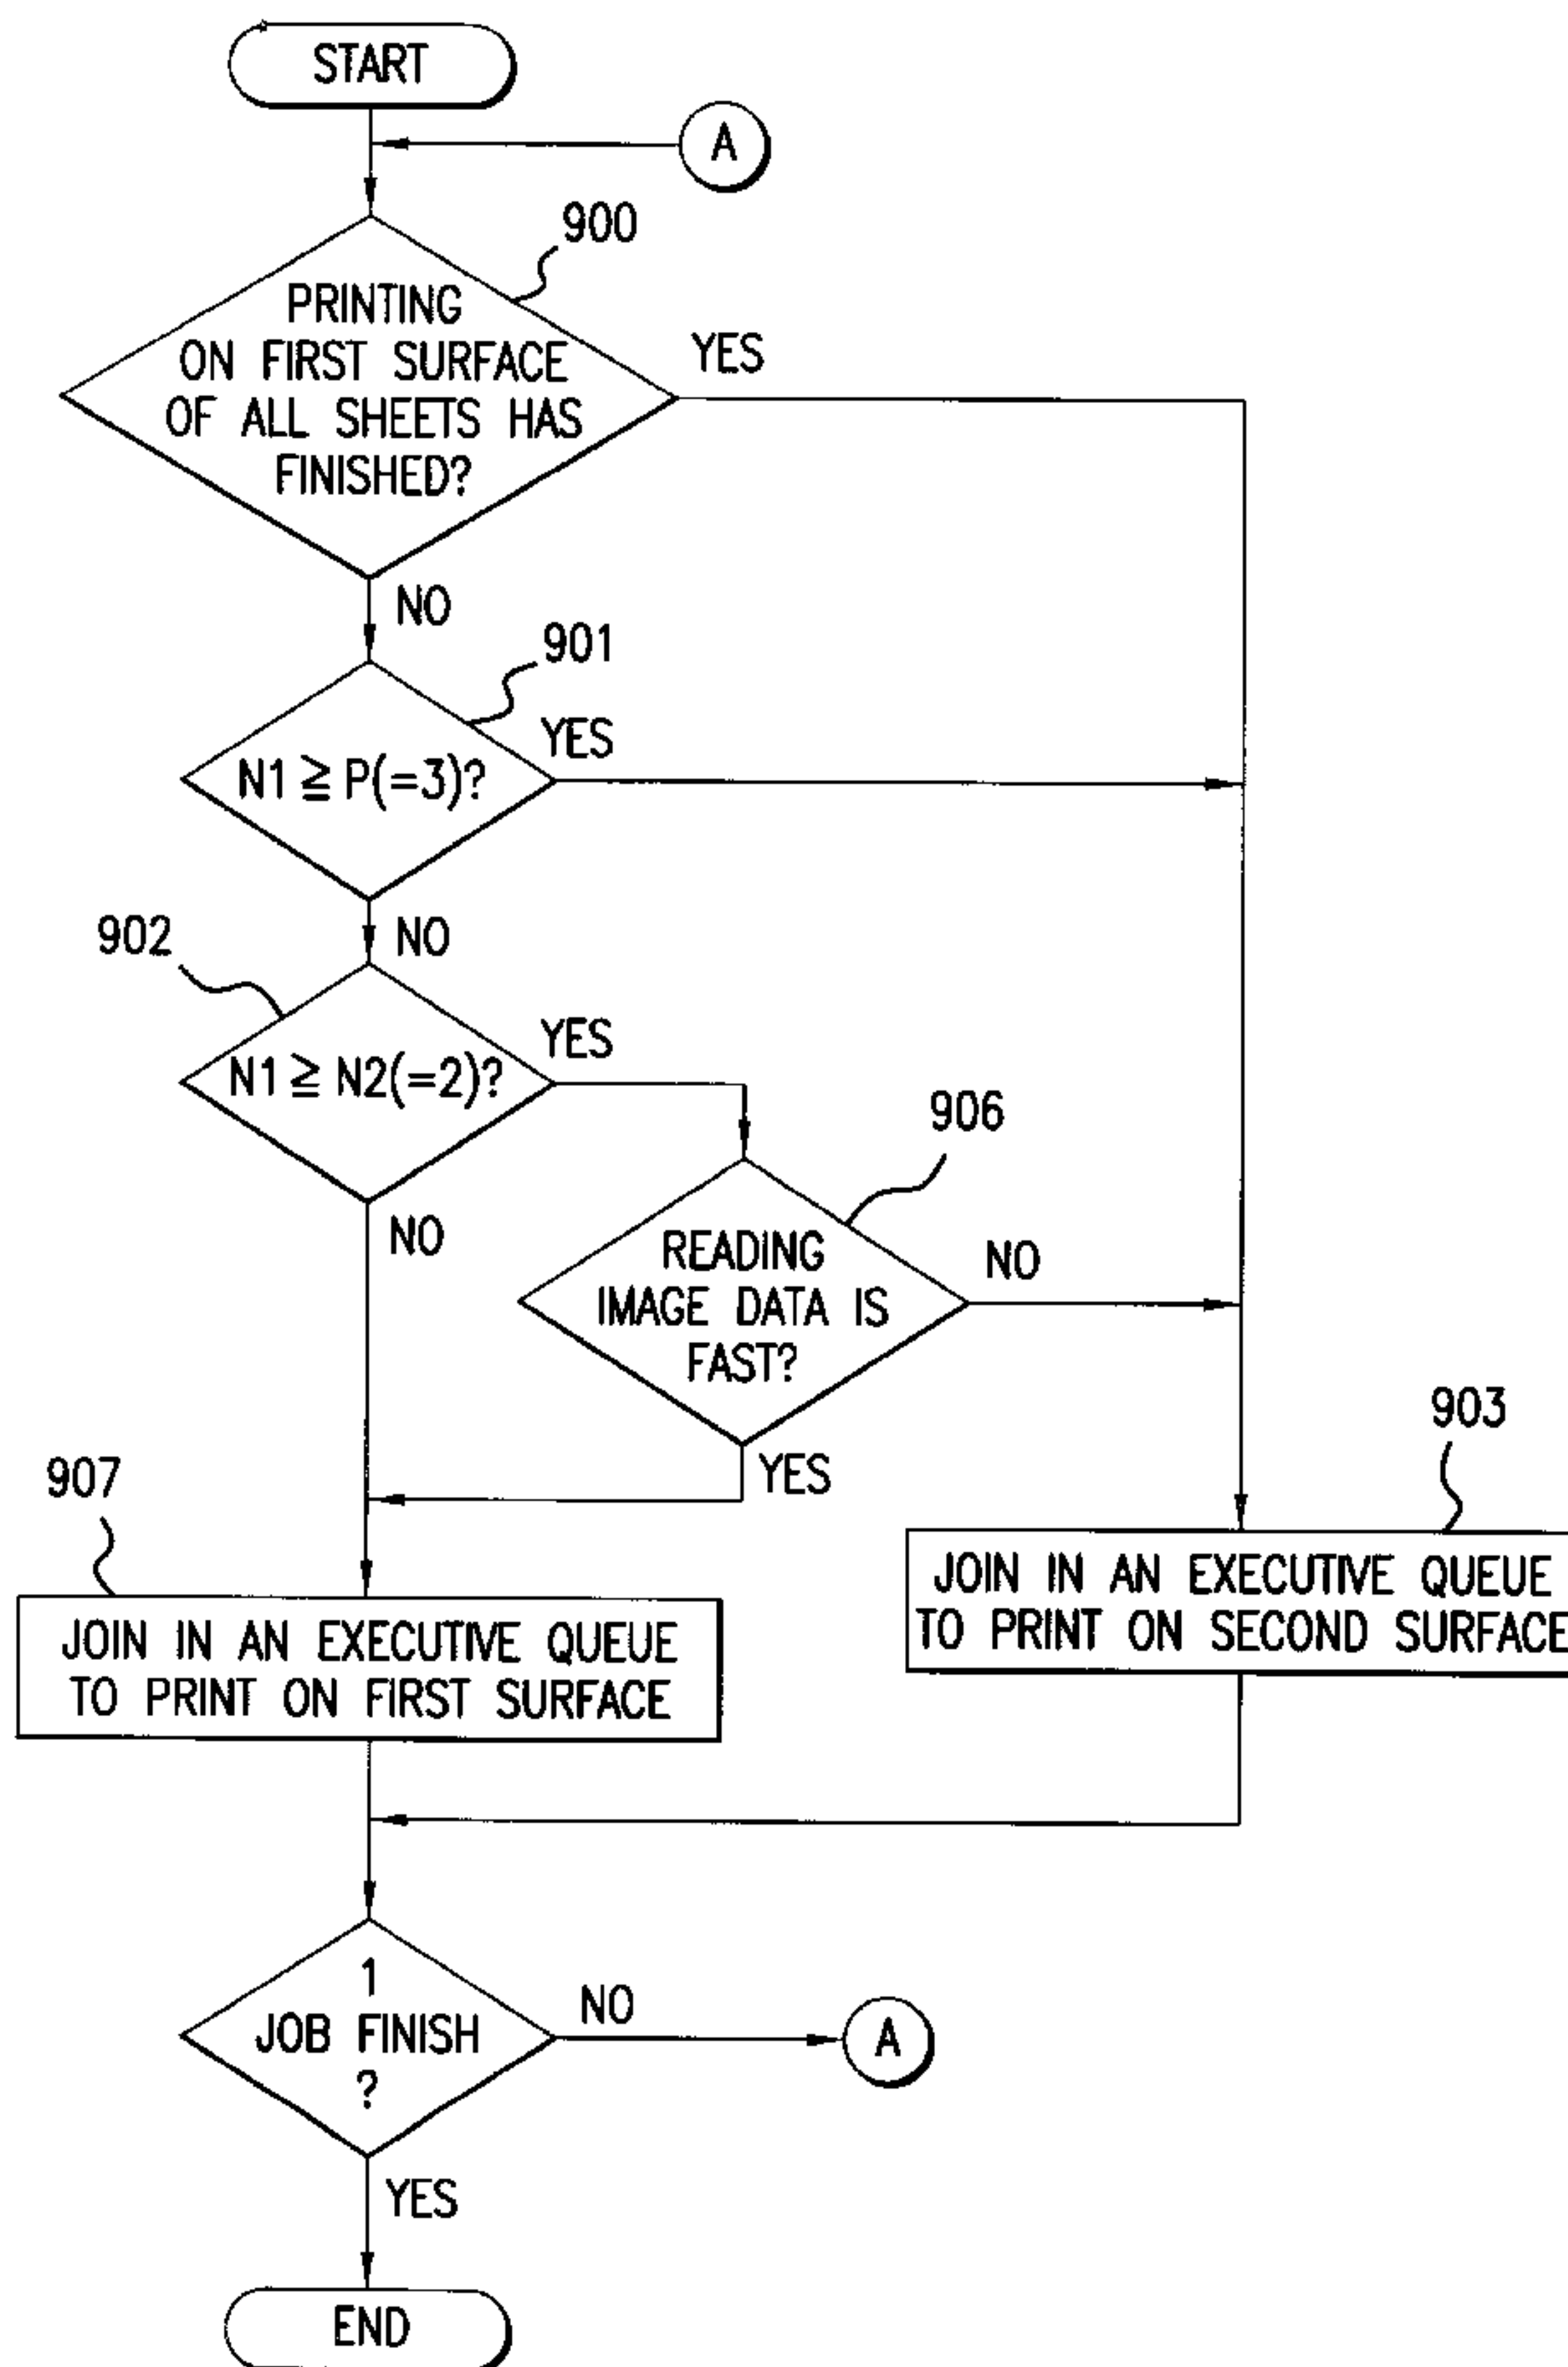 START
A
900
PRINTING
ON FIRST SURFACE
OF ALL SHEETS HAS
FINISHED?
YES
NO
901
N1 ≧ P(=3)?
YES
NO
902
N1 ≧ N2(=2)?
YES
NO
906
READING
IMAGE DATA IS
FAST?
NO
YES
907
JOIN IN AN EXECUTIVE QUEUE
TO PRINT ON FIRST SURFACE
903
JOIN IN AN EXECUTIVE QUEUE
TO PRINT ON SECOND SURFACE
1
JOB FINISH
?
NO
A
YES
END